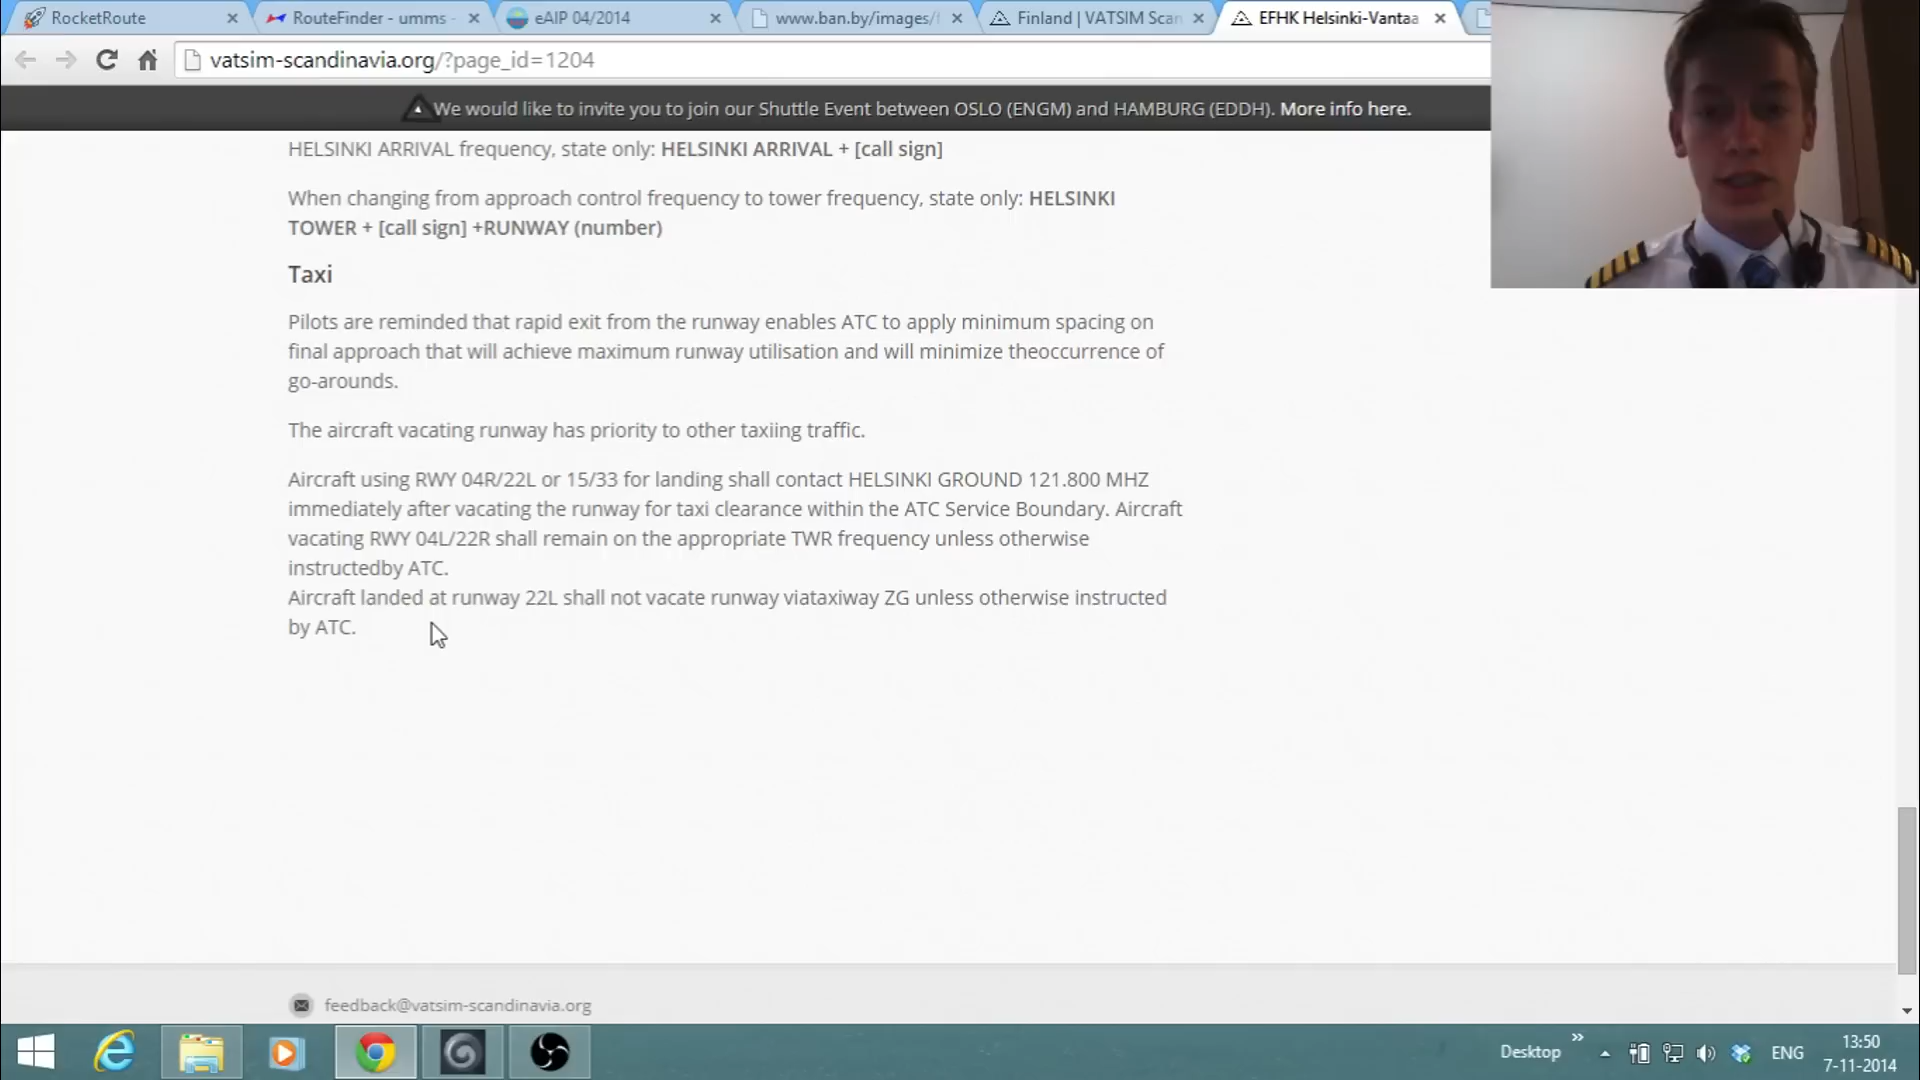 RocketRoute
RouteFinder - umms -
eAIP 04/2014
www.ban.by/images/
Finland | VATSIM Scan
EFHK Helsinki-Vantaa
vatsim-scandinavia.org/?page_id=1204
We would like to invite you to join our Shuttle Event between OSLO (ENGM) and HAMBURG (EDDH). More info here.
HELSINKI ARRIVAL frequency, state only: HELSINKI ARRIVAL + [call sign]
When changing from approach control frequency to tower frequency, state only: HELSINKI
TOWER + [call sign] +RUNWAY (number)
Taxi
Pilots are reminded that rapid exit from the runway enables ATC to apply minimum spacing on
final approach that will achieve maximum runway utilisation and will minimize theoccurrence of
go-arounds.
The aircraft vacating runway has priority to other taxiing traffic.
Aircraft using RWY 04R/22L or 15/33 for landing shall contact HELSINKI GROUND 121.800 MHZ
immediately after vacating the runway for taxi clearance within the ATC Service Boundary. Aircraft
vacating RWY 04L/22R shall remain on the appropriate TWR frequency unless otherwise
instructedby ATC.
Aircraft landed at runway 22L shall not vacate runway viataxiway ZG unless otherwise instructed
by ATC.
feedback@vatsim-scandinavia.org
Desktop
ENG
13:50
7-11-2014